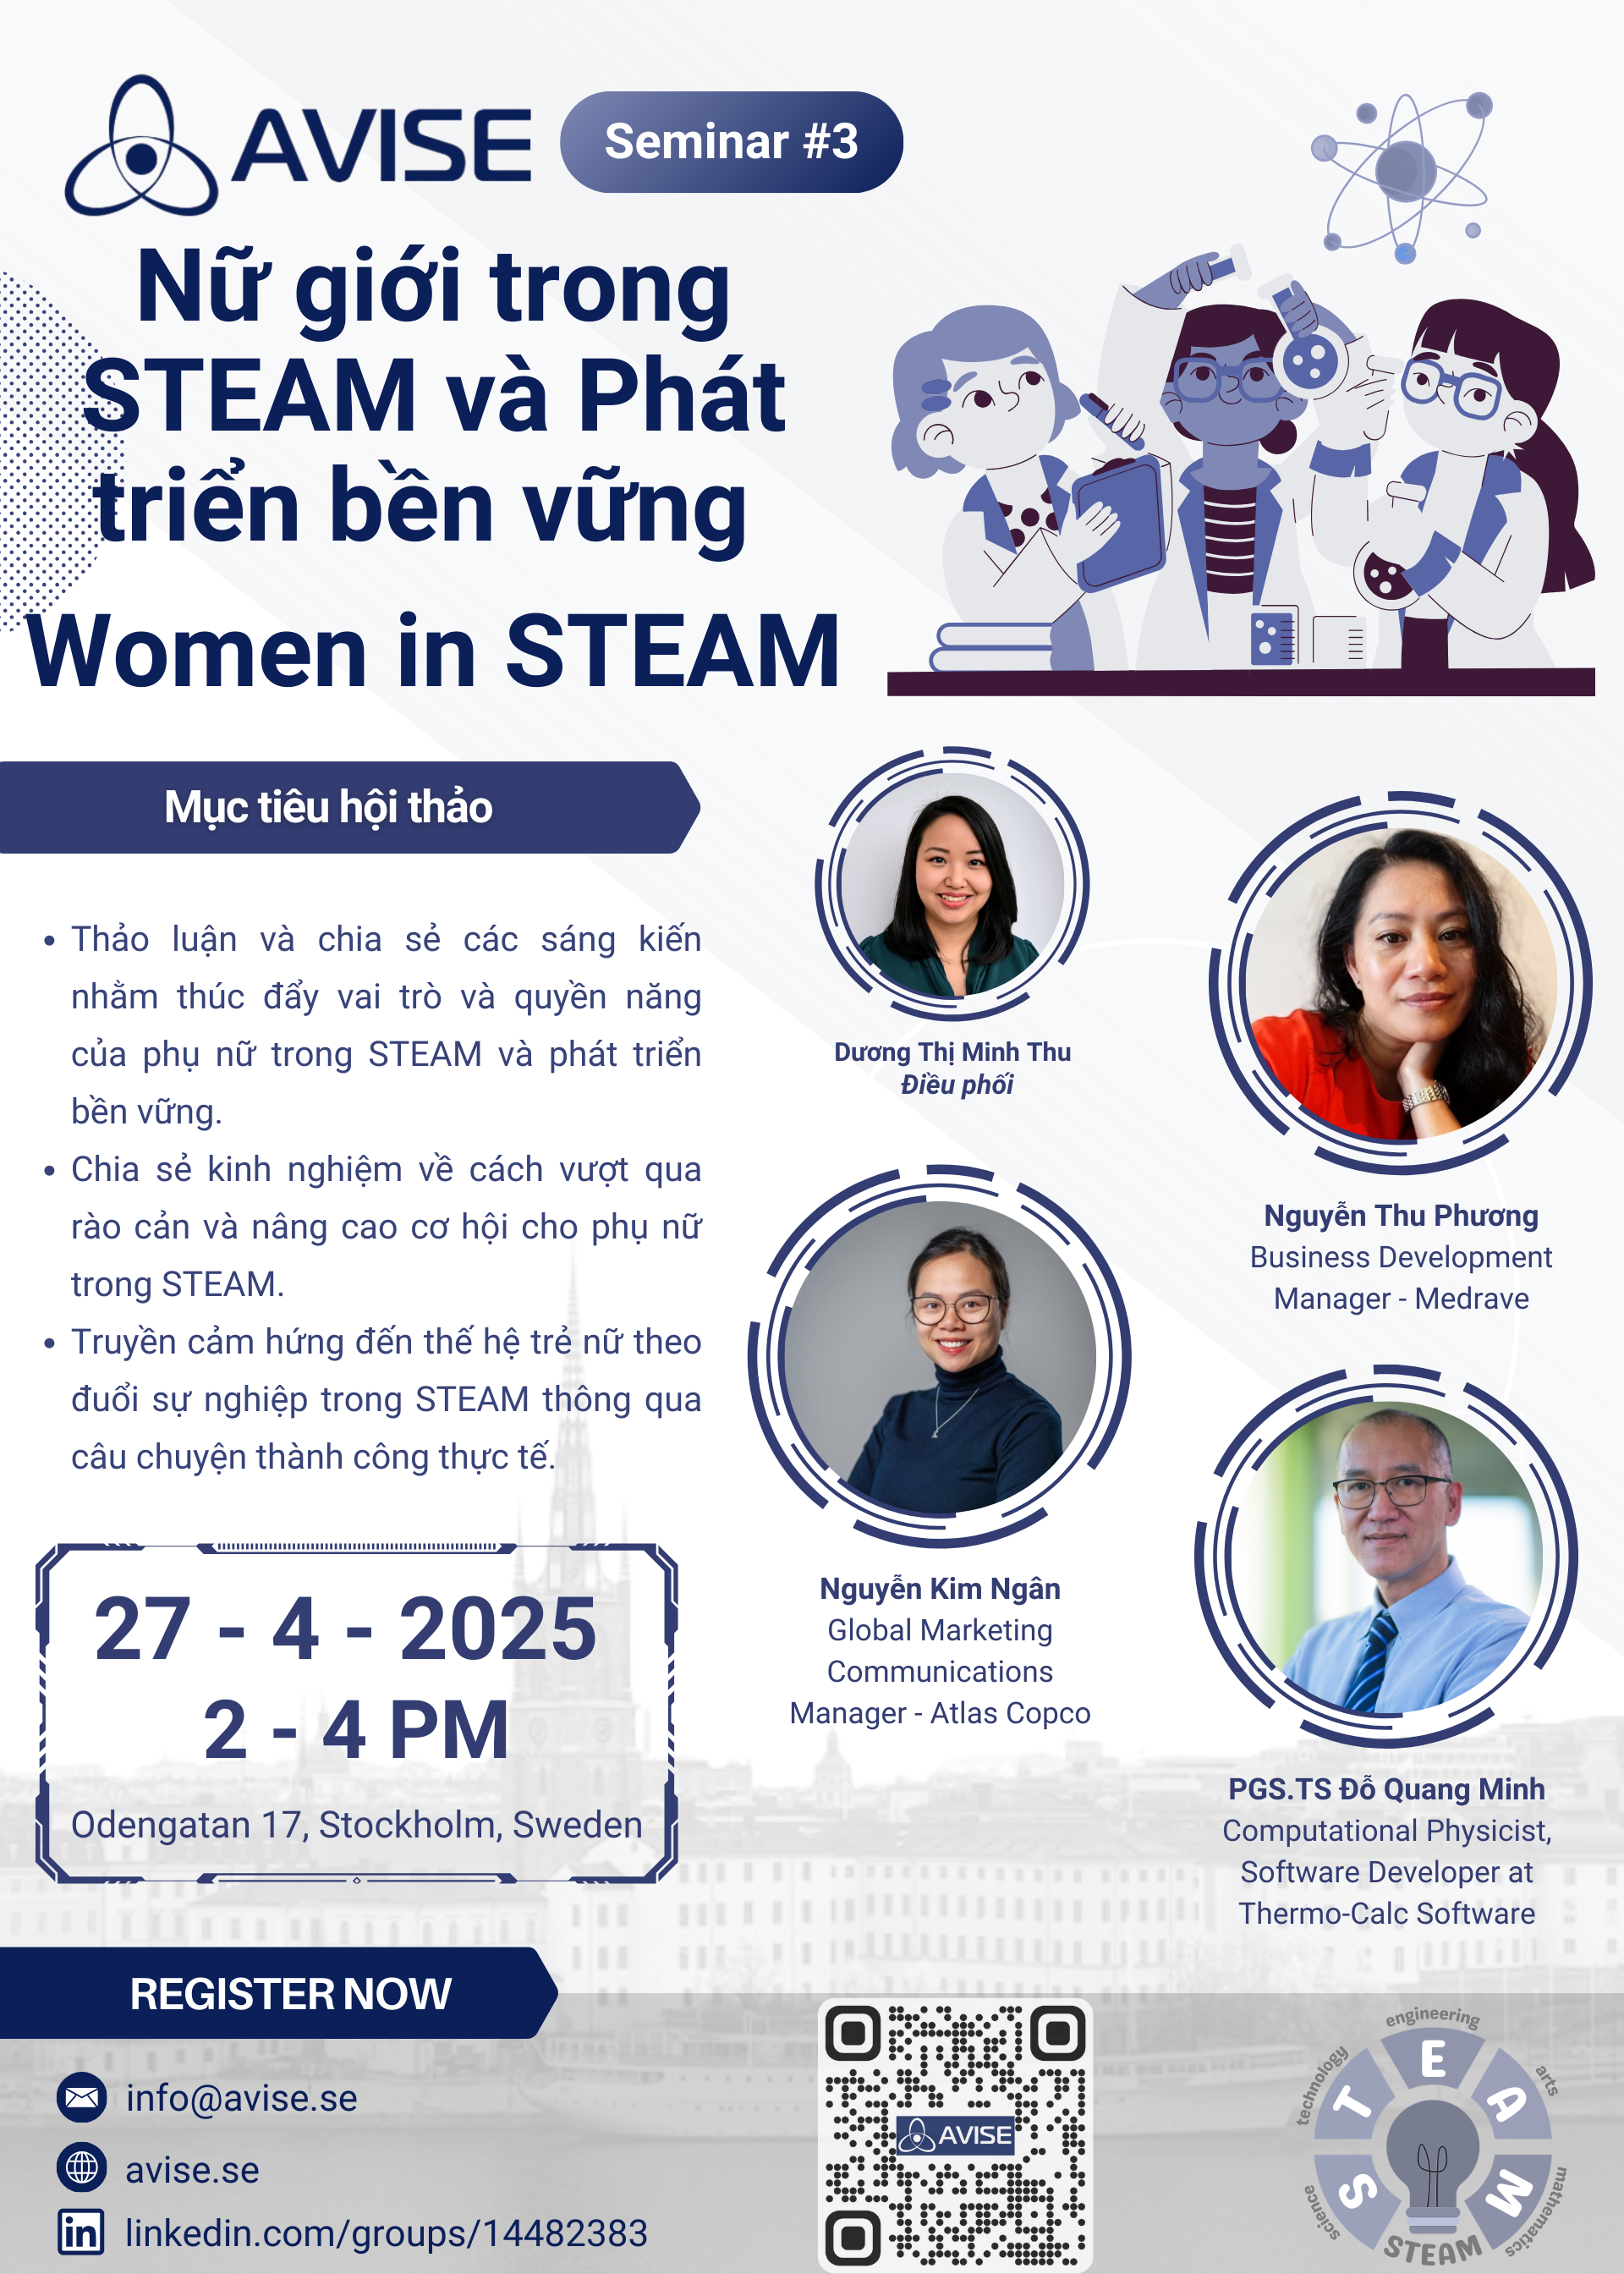 AVISE
Seminar #3
Nữ giới trong
STEAM và Phát
triển bền vững
Women in STEAM
Mục tiêu hội thảo
Thảo luận và chia sẻ các sáng kiến
nhằm thúc đẩy vai trò và quyền năng
của phụ nữ trong STEAM và phát triển
bền vững.
Chia sẻ kinh nghiệm về cách vượt qua
rào cản và nâng cao cơ hội cho phụ nữ
trong STEAM.
Truyền cảm hứng đến thế hệ trẻ nữ theo
đuổi sự nghiệp trong STEAM thông qua
câu chuyện thành công thực tế.
27 - 4 - 2025
2 - 4 PM
Odengatan 17, Stockholm, Sweden
Dương Thị Minh Thu
Điều phối
Nguyễn Thu Phương
Business Development
Manager - Medrave
Nguyễn Kim Ngân
Global Marketing
Communications
Manager - Atlas Copco
PGS.TS Đỗ Quang Minh
Computational Physicist,
Software Developer at
Thermo-Calc Software
REGISTER NOW
info@avise.se
avise.se
in
linkedin.com/groups/14482383
AVISE
science
technology
engineering
arts
mathematics
S
T
E
A
M
STEAM